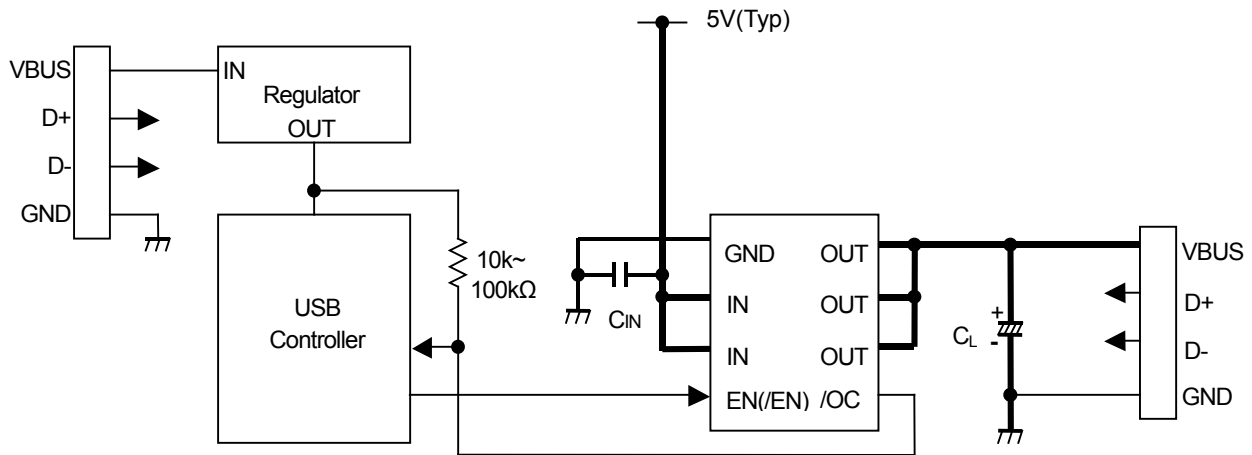 5V(Typ)
VBUS
D+
D-
GND
IN
Regulator
OUT
10k~
100kΩ
USB
Controller
CIN
GND OUT
IN OUT
IN OUT
EN(/EN) /OC
+
-
CL
VBUS
D+
D-
GND